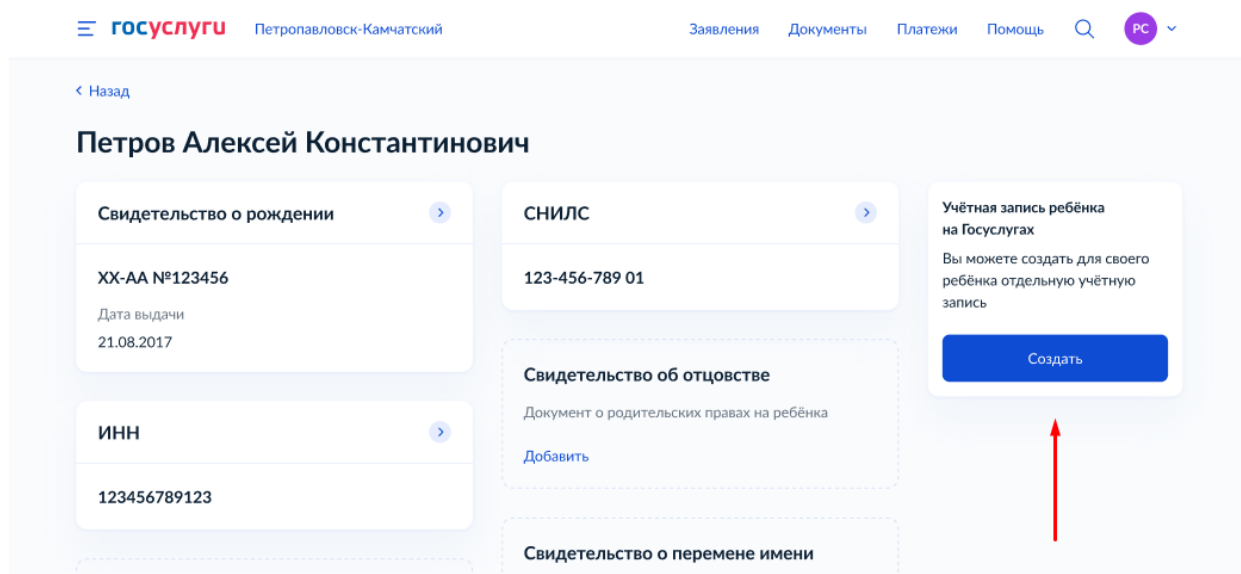 госуслуги Петропавловск-Камчатский Заявления Документы Платежи Помощь РС
Назад
Петров Алексей Константинович
Свидетельство о рождении
XX-АА №123456
Дата выдачи
21.08.2017
ИНН
123456789123
СНИЛС
123-456-789 01
Свидетельство об отцовстве
Документ о родительских правах на ребёнка
Добавить
Свидетельство о перемене имени
Учётная запись ребёнка
на Госуслугах
Вы можете создать для своего
ребёнка отдельную учётную
запись
Создать